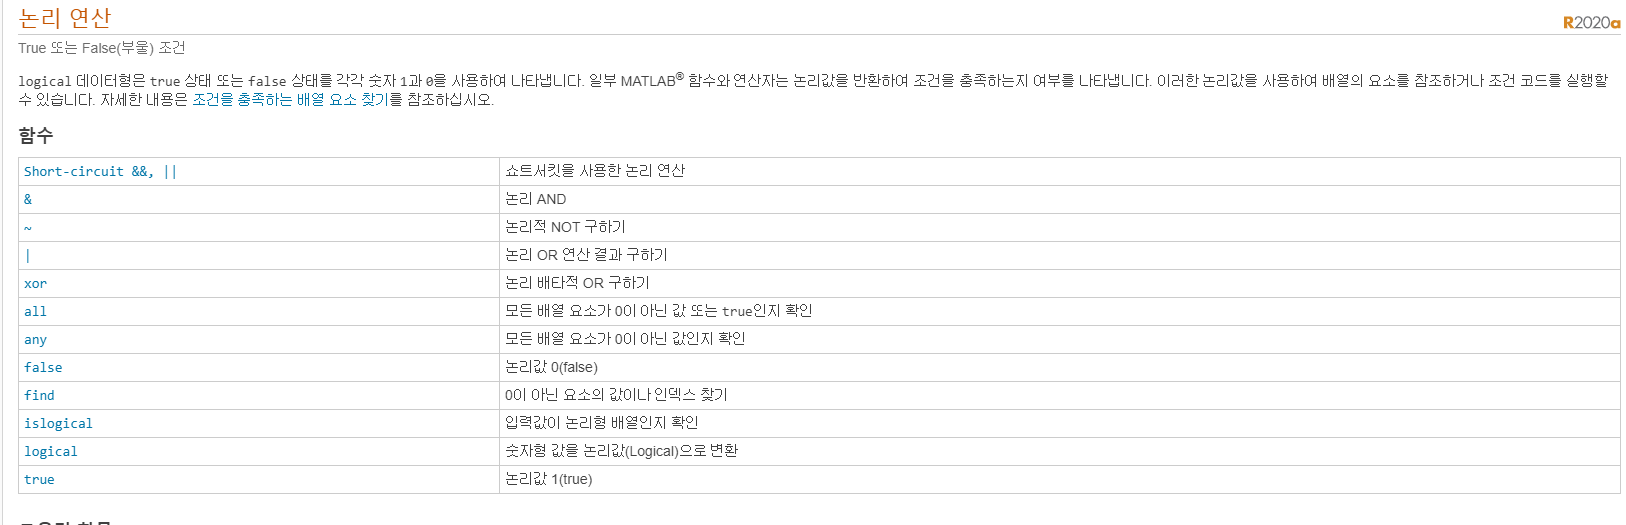 논리 연산
R2020a
True 또는 False(부울) 조건
logical 데이터형은 true 상태 또는 false 상태를 각각 숫자 1과 0을 사용하여 나타냅니다. 일부 MATLAB® 함수와 연산자는 논리값을 반환하여 조건을 충족하는지 여부를 나타냅니다. 이러한 논리값을 사용하여 배열의 요소를 참조하거나 조건 코드를 실행할
수 있습니다. 자세한 내용은 조건을 충족하는 배열 요소 찾기를 참조하십시오.
함수
Short-circuit &&, || 쇼트서킷을 사용한 논리 연산
& 논리 AND
~ 논리적 NOT 구하기
| 논리 OR 연산 결과 구하기
xor 논리 배타적 OR 구하기
all 모든 배열 요소가 0이 아닌 값 또는 true인지 확인
any 모든 배열 요소가 0이 아닌 값인지 확인
false 논리값 0(false)
find 0이 아닌 요소의 값이나 인덱스 찾기
islogical 입력값이 논리형 배열인지 확인
logical 숫자형 값을 논리값(Logical)으로 변환
true 논리값 1(true)